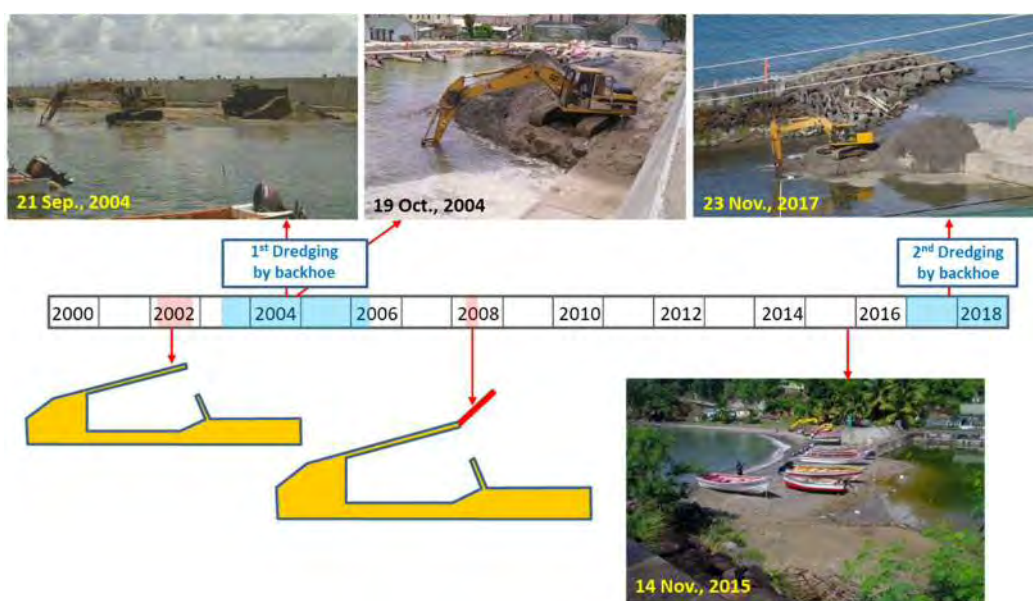 21 Sep., 2004
19 Oct., 2004
23 Nov., 2017
1st Dredging
by backhoe
2nd Dredging
by backhoe
2000 2002 2004 2006 2008 2010 2012 2014 2016 2018
14 Nov., 2015